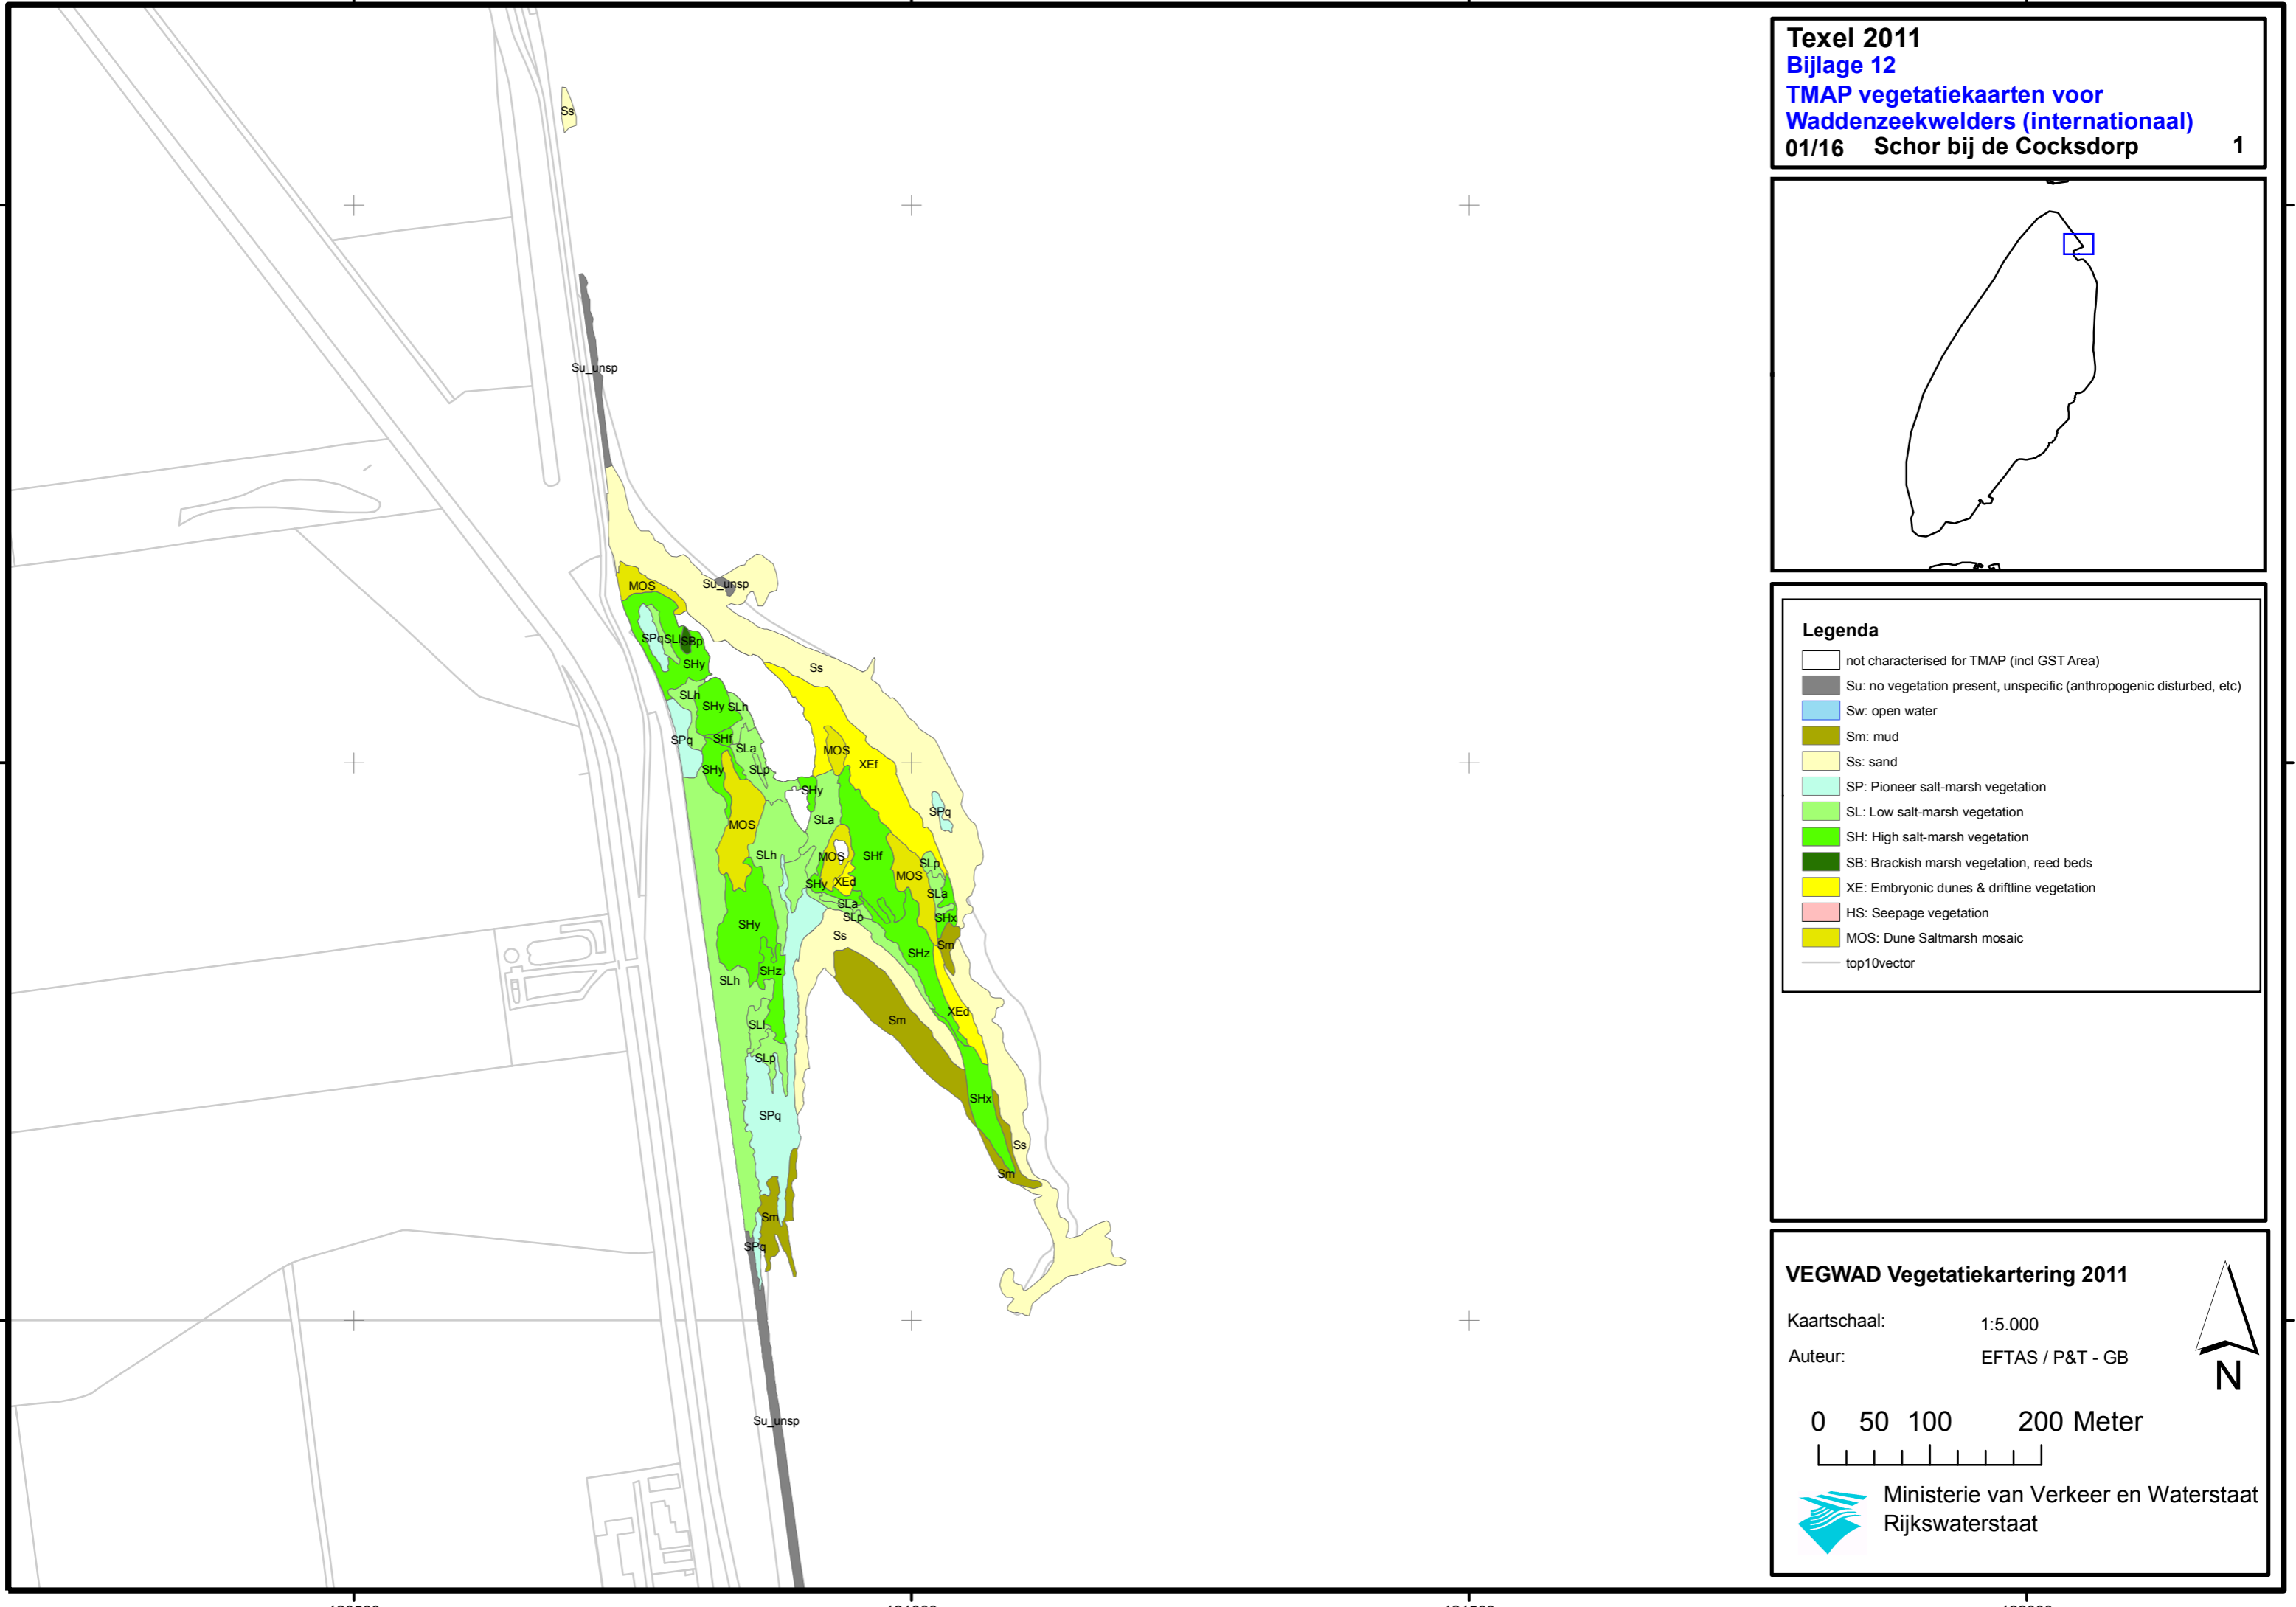 Texel 2011
Bijlage 12
TMAP vegetatiekaarten voor
Waddenzeekwelders (internationaal)
01/16 Schor bij de Cocksdorp 1
Ss
Su_unsp
MOS
Su_unsp
SPq SLl SBp
SHy
Ss
SLh
SHy SLh
SPq
SHf
SLa
MOS
SHy
SLp
XEf
SHy
SPq
SLa
MOS
SLh
MOS
SHf
SLp
MOS
SHy
XEd
SLa
SLa
SLp
SHx
SHy
Ss
Sm
SHz
SHz
SLh
XEd
Sm
SLl
SLp
SHx
SPq
Ss
Sm
Sm
SPq
Su_unsp
Legenda
not characterised for TMAP (incl GST Area)
Su: no vegetation present, unspecific (anthropogenic disturbed, etc)
Sw: open water
Sm: mud
Ss: sand
SP: Pioneer salt-marsh vegetation
SL: Low salt-marsh vegetation
SH: High salt-marsh vegetation
SB: Brackish marsh vegetation, reed beds
XE: Embryonic dunes & driftline vegetation
HS: Seepage vegetation
MOS: Dune Saltmarsh mosaic
top10vector
VEGWAD Vegetatiekartering 2011
Kaartschaal: 1:5.000
Auteur: EFTAS / P&T - GB
N
0 50 100 200 Meter
Ministerie van Verkeer en Waterstaat
Rijkswaterstaat